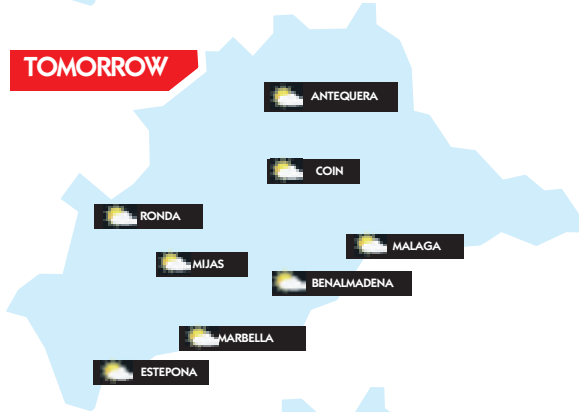 TOMORROW
ANTEQUERA
COIN
RONDA
MALAGA
MIJAS
BENALMADENA
MARBELLA
ESTEPONA